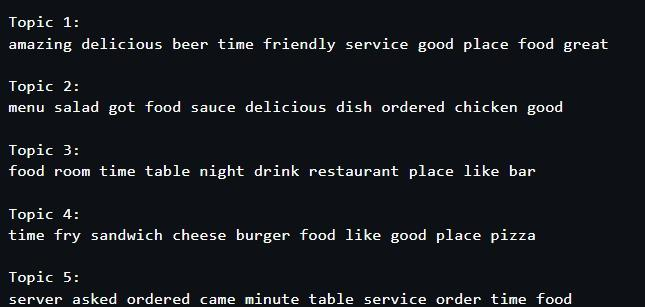 Topic 1:
amazing delicious beer time friendly service good place food great
Topic 2:
menu salad got food sauce delicious dish ordered chicken good
Topic 3:
food room time table night drink restaurant place like bar
Topic 4:
time fry sandwich cheese burger food like good place pizza
Topic 5:
server asked ordered came minute table service order time food